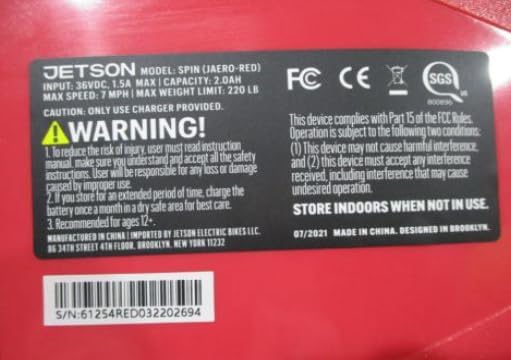 JETSON MODEL: SPIN (JAERO-RED)
INPUT: 36VDC, 1.5A MAX | CAPACITY: 2.0AH
MAX SPEED: 7 MPH | MAX WEIGHT LIMIT: 220 LB
CAUTION: ONLY USE CHARGER PROVIDED.
WARNING!
1. To reduce the risk of injury, user must read instruction
manual, make sure you understand and accept all the safety
instructions. User will be responsible for any loss or damage
caused by improper use.
2. If you store for an extended period of time, charge the
battery once a month in a dry safe area for best care.
3. Recommended for ages 12+.
MANUFACTURED IN CHINA | IMPORTED BY JETSON ELECTRIC BIKES LLC.
86 34TH STREET 4TH FLOOR, BROOKLYN, NEW YORK 11232
FC CE
SGS
US
800896
This device complies with Part 15 of the FCC Rules.
Operation is subject to the following two conditions:
(1) This device may not cause harmful interference,
and (2) this device must accept any interference
received, including interference that may cause
undesired operation.
STORE INDOORS WHEN NOT IN USE.
07/2021 MADE IN CHINA. DESIGNED IN BROOKLYN.
S/N:61254RED032202694